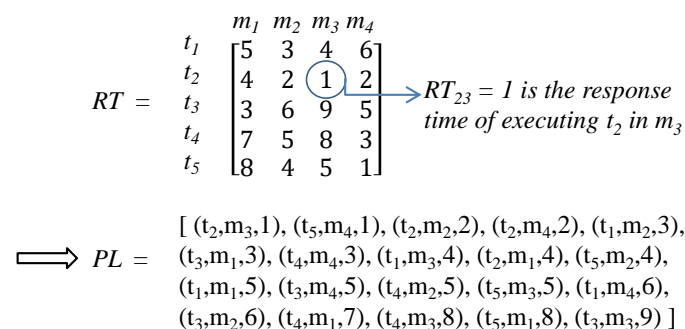 m1 m2 m3 m4
t1 5 3 4 6
t2 4 2 1 2
RT = t3 3 6 9 5
t4 7 5 8 3
t5 8 4 5 1
RT23 = 1 is the response
time of executing t2 in m3
PL = [ (t2,m3,1), (t5,m4,1), (t2,m2,2), (t2,m4,2), (t1,m2,3),
(t3,m1,3), (t4,m4,3), (t1,m3,4), (t2,m1,4), (t5,m2,4),
(t1,m1,5), (t3,m4,5), (t4,m2,5), (t5,m3,5), (t1,m4,6),
(t3,m2,6), (t4,m1,7), (t4,m3,8), (t5,m1,8), (t3,m3,9) ]